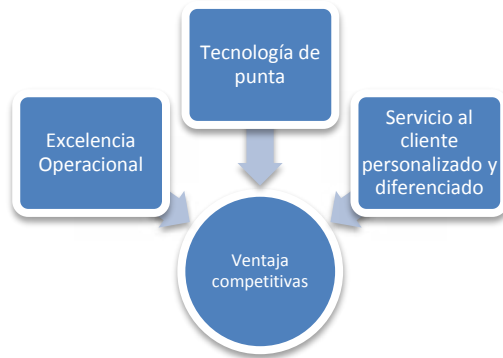 Tecnología de
punta
Excelencia
Operacional
Servicio al
cliente
personalizado y
diferenciado
Ventaja
competitivas